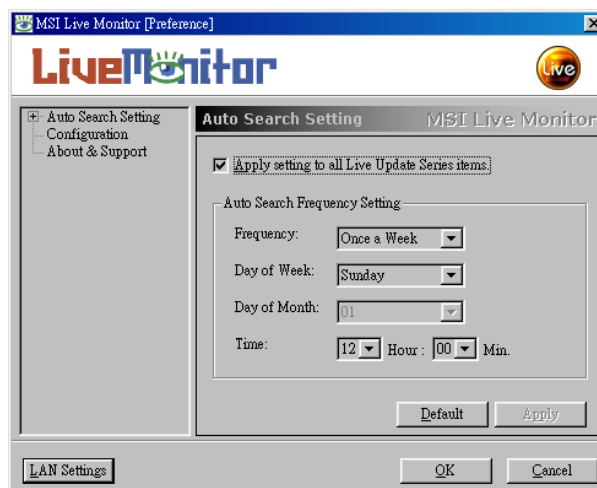 MSI Live Monitor [Preference]
LiveMonitor
Live
Auto Search Setting
Configuration
About & Support
Auto Search Setting
MSI Live Monitor
Apply setting to all Live Update Series items.
Auto Search Frequency Setting
Frequency:
Once a Week
Day of Week:
Sunday
Day of Month:
01
Time:
12 Hour : 00 Min.
Default
Apply
LAN Settings
OK
Cancel